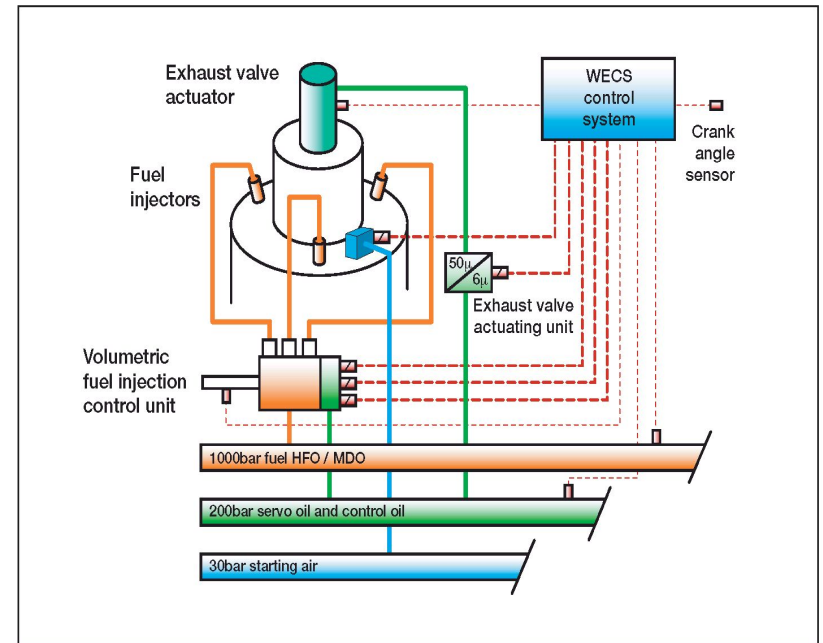 Exhaust valve
actuator
WECS
control
system
Crank
angle
sensor
Fuel
injectors
50µ
6µ
Exhaust valve
actuating unit
Volumetric
fuel injection
control unit
1000bar fuel HFO / MDO
200bar servo oil and control oil
30bar starting air